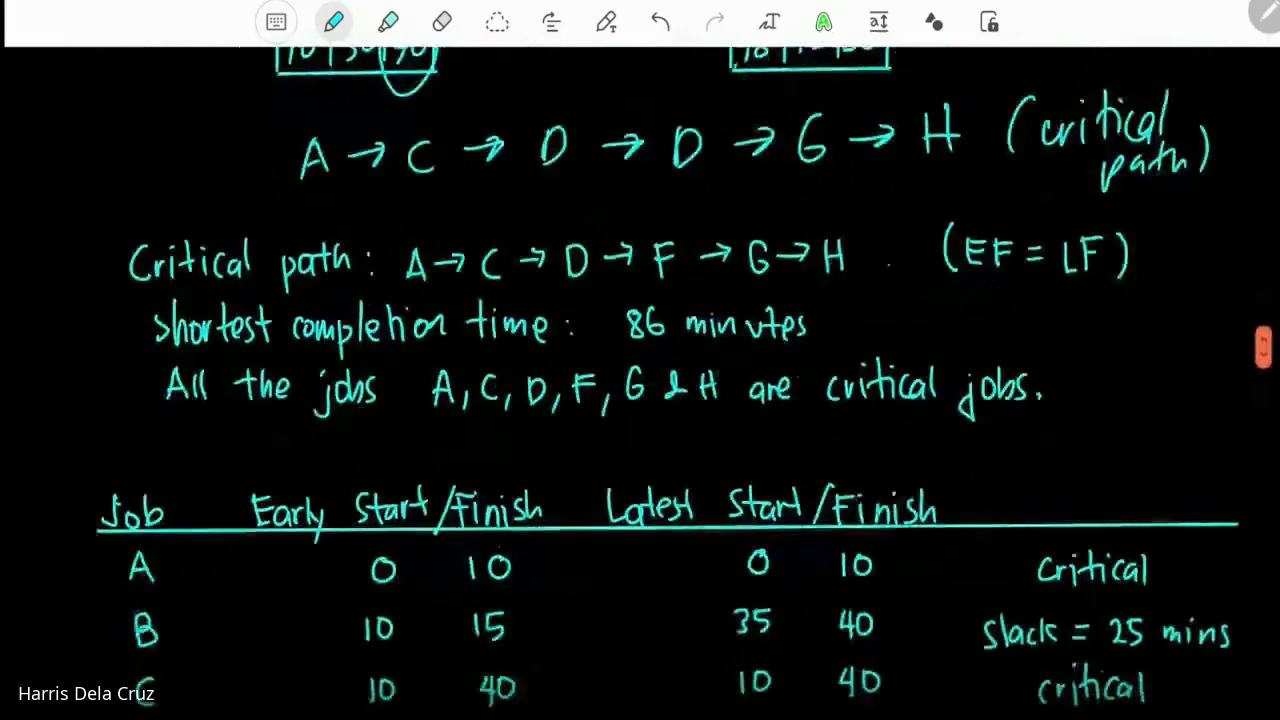 A → C → D → D → G → H (critical path)
Critical path: A → C → D → F → G → H. (EF = LF)
Shortest completion time: 86 minutes
All the jobs A, C, D, F, G & H are critical jobs.
Job Early Start/Finish Latest Start/Finish
A 0 10 0 10 critical
B 10 15 35 40 Slack = 25 mins
C 10 40 10 40 critical
Harris Dela Cruz